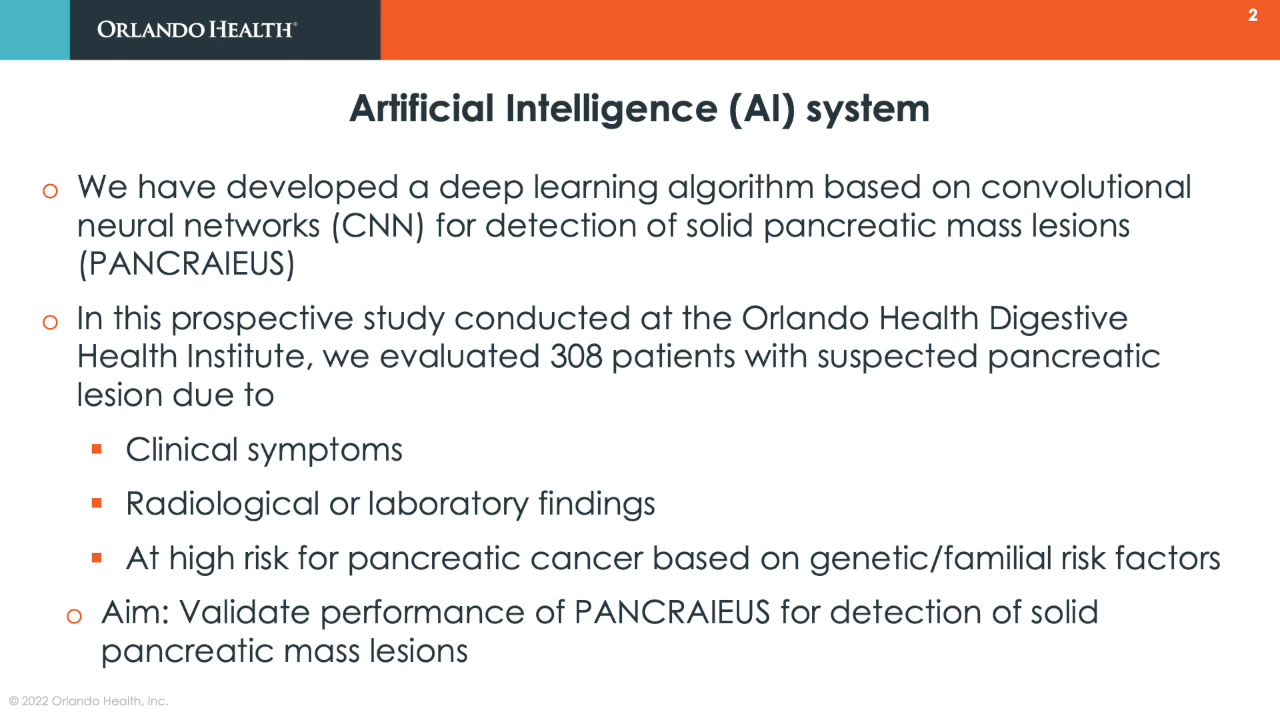 ORLANDO HEALTH®
2
Artificial Intelligence (AI) system
o We have developed a deep learning algorithm based on convolutional
neural networks (CNN) for detection of solid pancreatic mass lesions
(PANCRAIEUS)
o In this prospective study conducted at the Orlando Health Digestive
Health Institute, we evaluated 308 patients with suspected pancreatic
lesion due to
▪ Clinical symptoms
▪ Radiological or laboratory findings
▪ At high risk for pancreatic cancer based on genetic/familial risk factors
o Aim: Validate performance of PANCRAIEUS for detection of solid
pancreatic mass lesions
© 2022 Orlando Health, Inc.